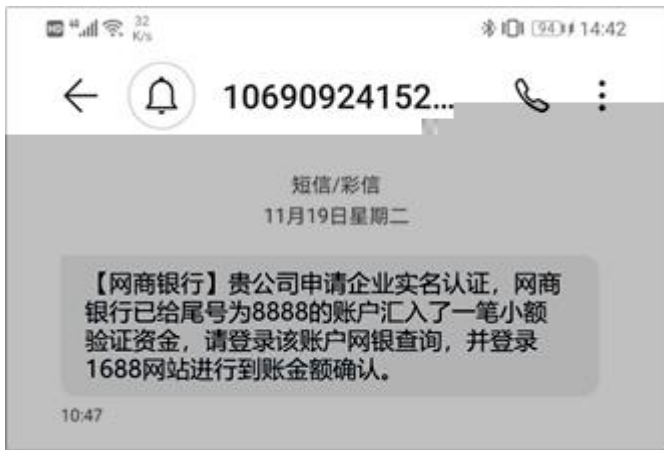 HD 4G 32 K/s 94 14:42
10690924152...
短信/彩信
11月19日星期二
【网商银行】贵公司申请企业实名认证，网商
银行已给尾号为8888的账户汇入了一笔小额
验证资金，请登录该账户网银查询，并登录
1688网站进行到账金额确认。
10:47